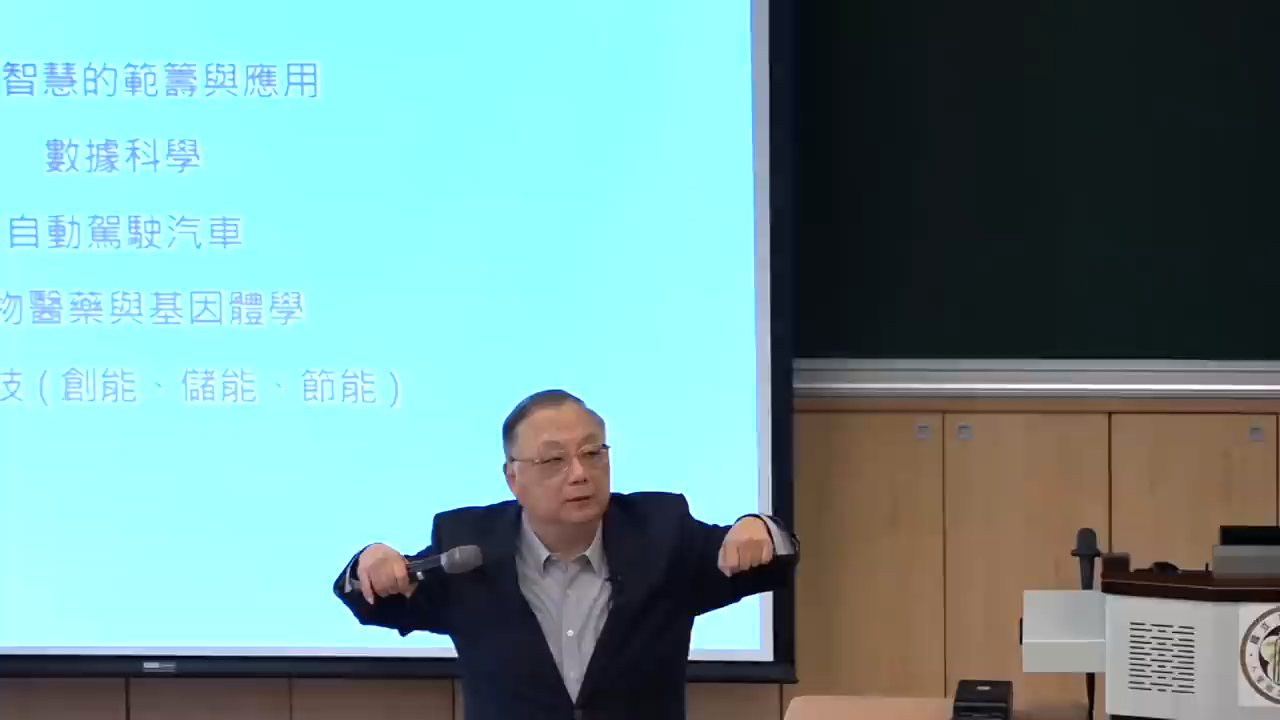 智慧的範籌與應用
數據科學
自動駕駛汽車
物醫藥與基因體學
技(創能、儲能、節能)